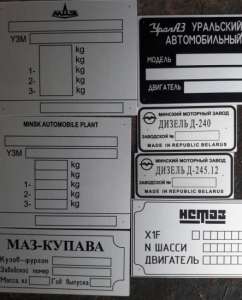 МАЗ
УЗМ
kg
kg
1- kg
2- kg
3- kg
MINSK AUTOMOBILE PLANT
УЗМ
kg
kg
1- kg
2- kg
3- kg
МАЗ-КУПАВА
Кузов-фургон
Заводской номер
Масса, кг Год выпуска
УралАЗ УРАЛЬСКИЙ
АВТОМОБИЛЬНЫЙ
МОДЕЛЬ
ДВИГАТЕЛЬ
МИНСКИЙ МОТОРНЫЙ ЗАВОД
ДИЗЕЛЬ Д-240
ЗАВОДСКОЙ №
MADE IN REPUBLIC BELARUS
МИНСКИЙ МОТОРНЫЙ ЗАВОД
ДИЗЕЛЬ Д-245.12
ЗАВОДСКОЙ №
MADE IN REPUBLIC BELARUS
НЕМАЗ
X1F
N ШАССИ
ДВИГАТЕЛЬ